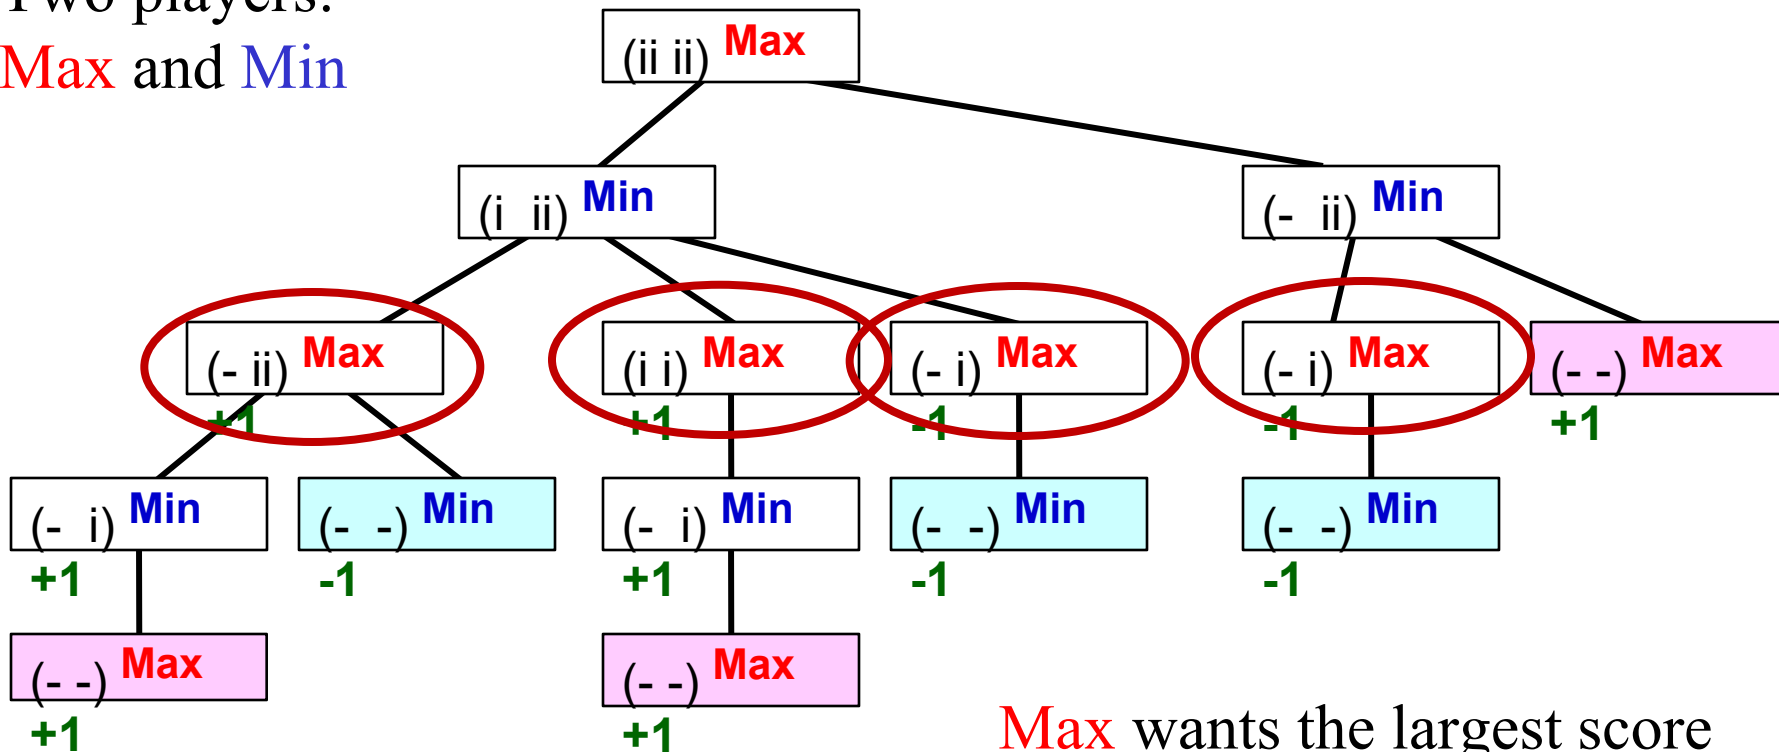 Two players:
Max and Min
(ii ii) Max
(i ii) Min
(- ii) Min
(- ii) Max
(i i) Max
(- i) Max
(- i) Max
(- -) Max
+1
+1
-1
-1
+1
(- i) Min
(- -) Min
(- i) Min
(- -) Min
(- -) Min
+1
-1
+1
-1
-1
(- -) Max
(- -) Max
+1
+1
Max wants the largest score